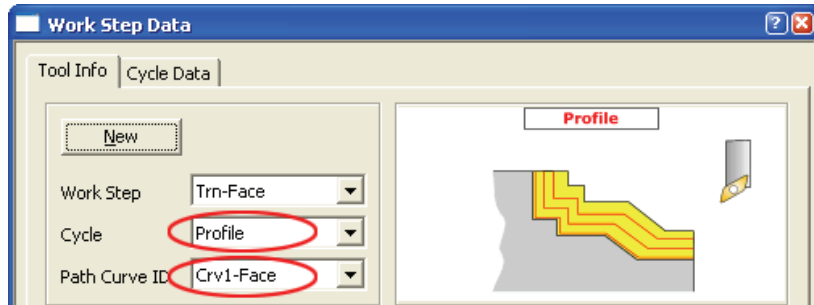 Work Step Data
Tool Info
Cycle Data
New
Work Step
Trn-Face
Cycle
Profile
Path Curve ID
Crv1-Face
Profile